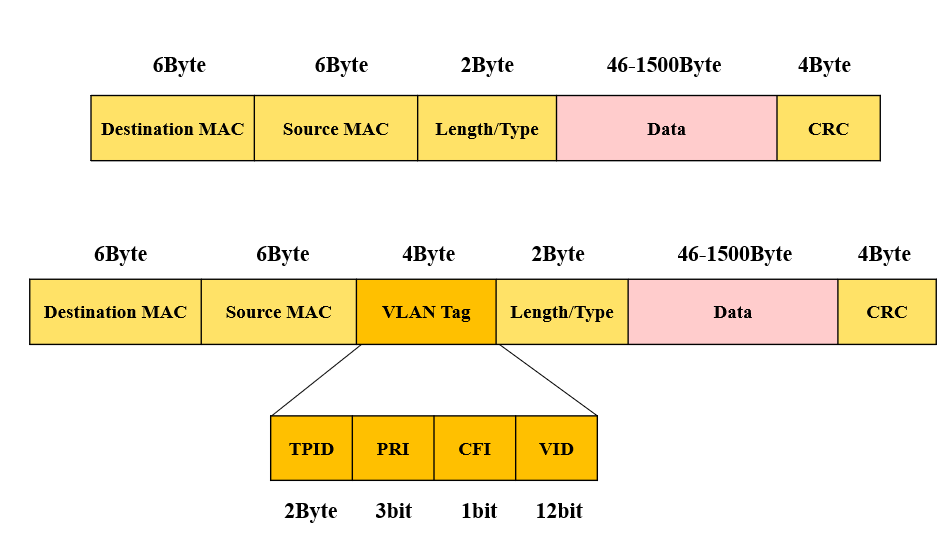 6Byte 6Byte 2Byte 46-1500Byte 4Byte
Destination MAC Source MAC Length/Type Data CRC
6Byte 6Byte 4Byte 2Byte 46-1500Byte 4Byte
Destination MAC Source MAC VLAN Tag Length/Type Data CRC
TPID PRI CFI VID
2Byte 3bit 1bit 12bit